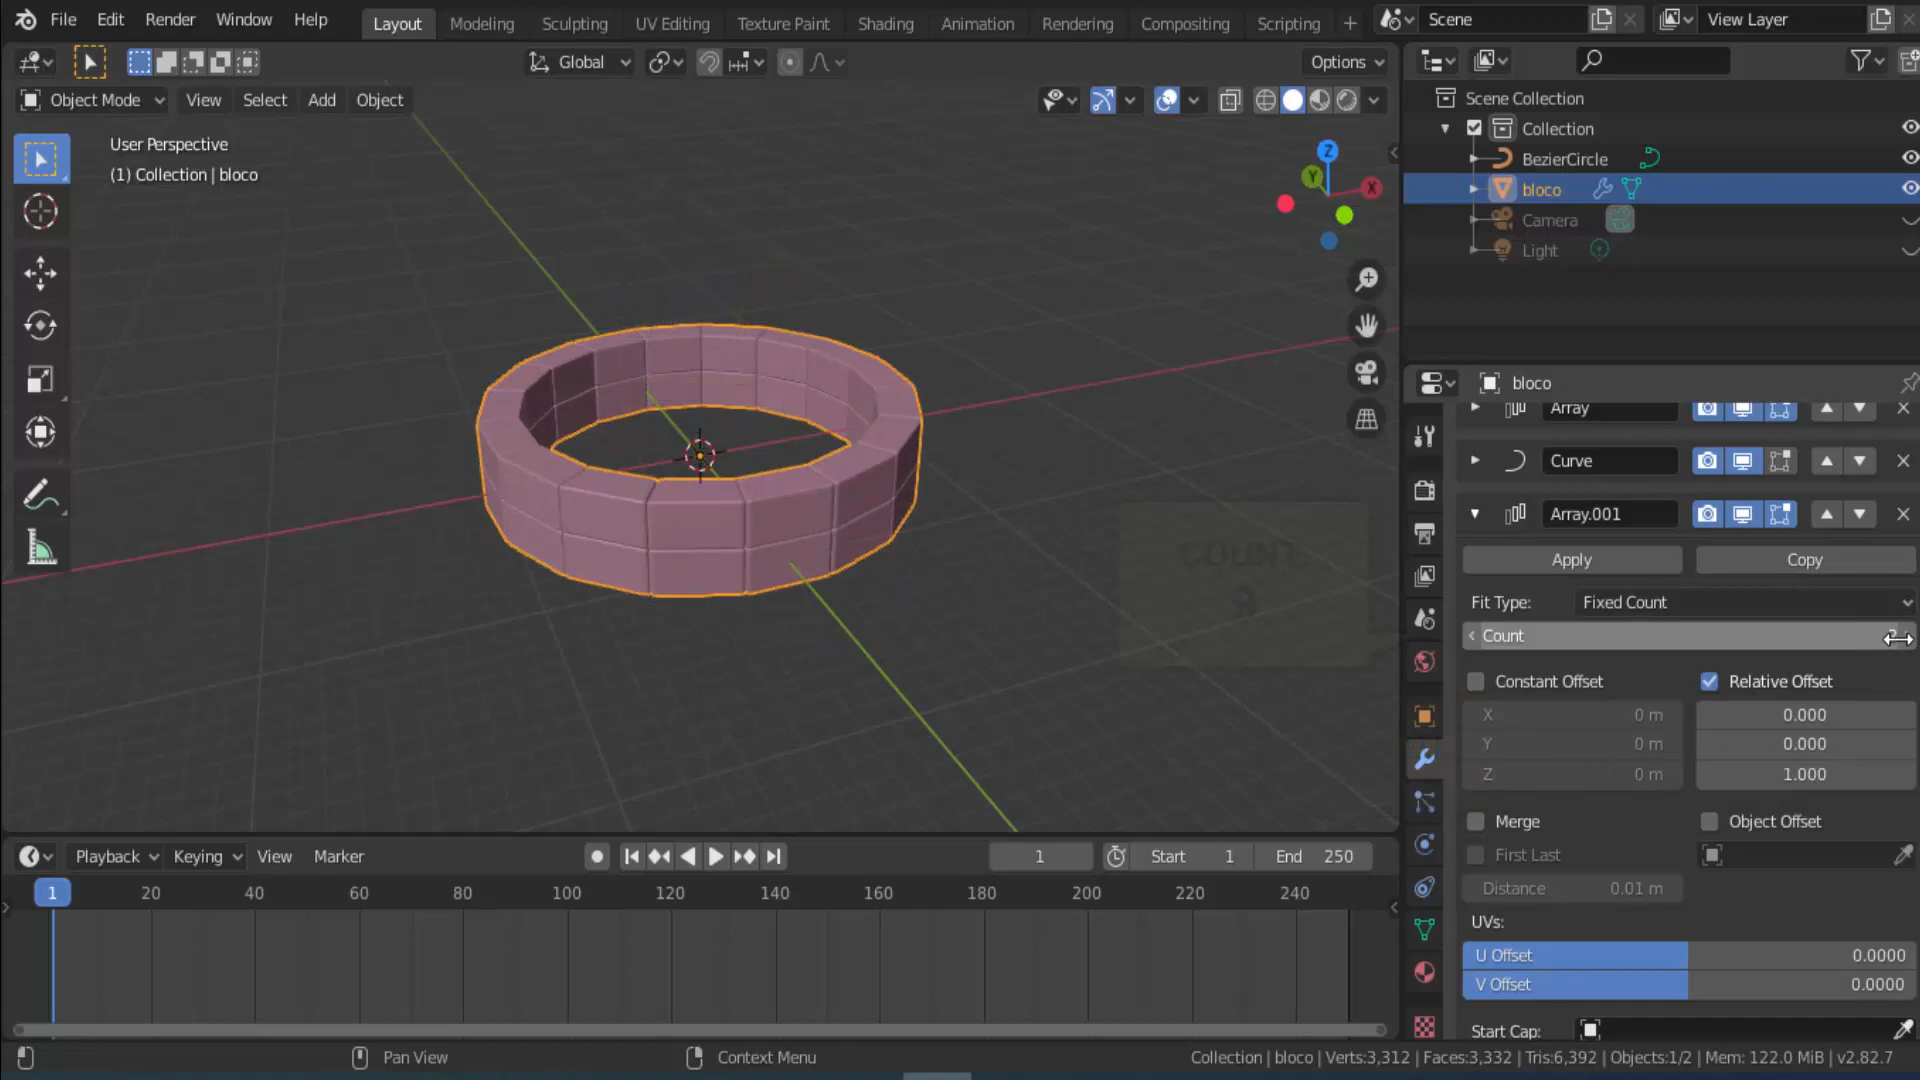 File Edit Render Window Help Layout Modeling Sculpting UV Editing Texture Paint Shading Animation Rendering Compositing Scripting + Scene View Layer
Global Options
Object Mode View Select Add Object
User Perspective
(1) Collection | bloco
Z
Y
X
COUNT
Scene Collection
Collection
BezierCircle
bloco
Camera
Light
bloco
Array
Curve
Array.001
Apply Copy
Fit Type: Fixed Count
Count
Constant Offset Relative Offset
X 0 m 0.000
Y 0 m 0.000
Z 0 m 1.000
Merge Object Offset
First Last
Distance 0.01 m
UVs:
U Offset 0.0000
V Offset 0.0000
Start Cap:
Playback Keying View Marker 1 Start 1 End 250
1 20 40 60 80 100 120 140 160 180 200 220 240
Pan View Context Menu Collection | bloco | Verts:3,312 | Faces:3,332 | Tris:6,392 | Objects:1/2 | Mem: 122.0 MiB | v2.82.7